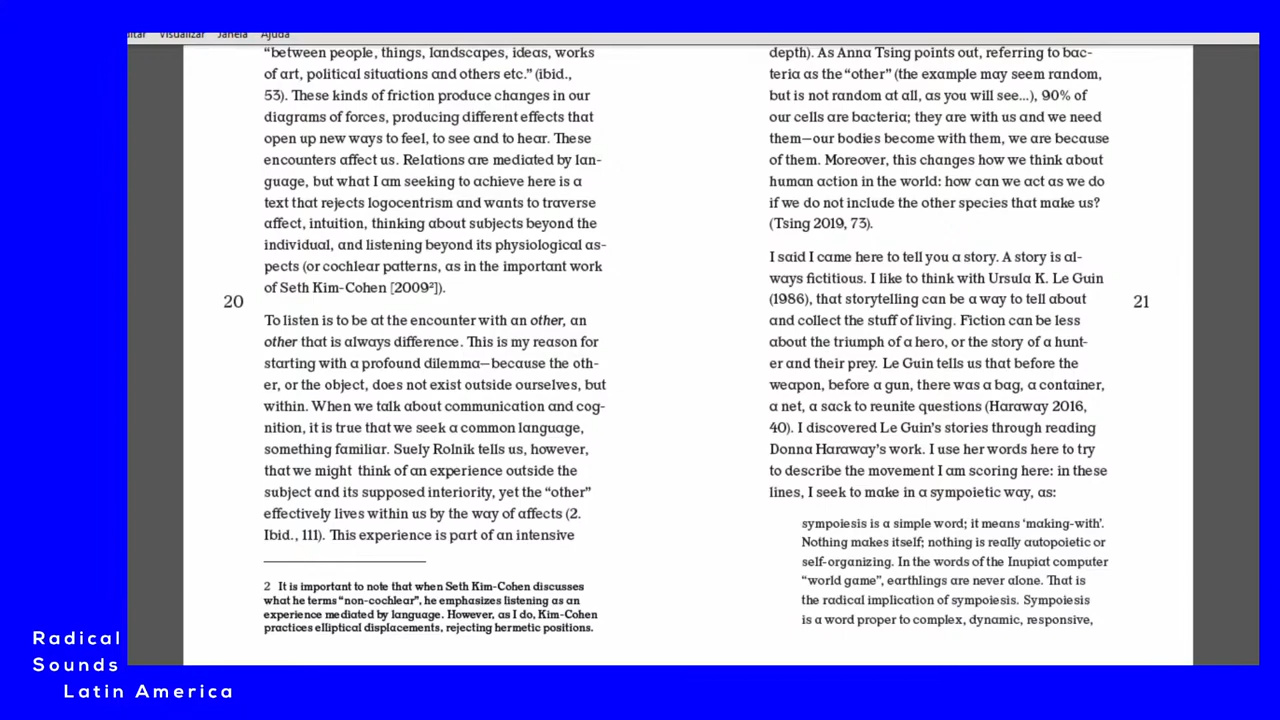 Visualizar Janela Ajuda
“between people, things, landscapes, ideas, works
of art, political situations and others etc.” (ibid.,
53). These kinds of friction produce changes in our
diagrams of forces, producing different effects that
open up new ways to feel, to see and to hear. These
encounters affect us. Relations are mediated by lan-
guage, but what I am seeking to achieve here is a
text that rejects logocentrism and wants to traverse
affect, intuition, thinking about subjects beyond the
individual, and listening beyond its physiological as-
pects (or cochlear patterns, as in the important work
of Seth Kim-Cohen [2009²]).
20
To listen is to be at the encounter with an other, an
other that is always difference. This is my reason for
starting with a profound dilemma—because the oth-
er, or the object, does not exist outside ourselves, but
within. When we talk about communication and cog-
nition, it is true that we seek a common language,
something familiar. Suely Rolnik tells us, however,
that we might think of an experience outside the
subject and its supposed interiority, yet the “other”
effectively lives within us by the way of affects (2.
Ibid., 111). This experience is part of an intensive
2 It is important to note that when Seth Kim-Cohen discusses
what he terms “non-cochlear”, he emphasizes listening as an
experience mediated by language. However, as I do, Kim-Cohen
practices elliptical displacements, rejecting hermetic positions.
depth). As Anna Tsing points out, referring to bac-
teria as the “other” (the example may seem random,
but is not random at all, as you will see...), 90% of
our cells are bacteria; they are with us and we need
them—our bodies become with them, we are because
of them. Moreover, this changes how we think about
human action in the world: how can we act as we do
if we do not include the other species that make us?
(Tsing 2019, 73).
I said I came here to tell you a story. A story is al-
ways fictitious. I like to think with Ursula K. Le Guin
(1986), that storytelling can be a way to tell about
and collect the stuff of living. Fiction can be less
about the triumph of a hero, or the story of a hunt-
er and their prey. Le Guin tells us that before the
weapon, before a gun, there was a bag, a container,
a net, a sack to reunite questions (Haraway 2016,
40). I discovered Le Guin’s stories through reading
Donna Haraway’s work. I use her words here to try
to describe the movement I am scoring here: in these
lines, I seek to make in a sympoietic way, as:
21
sympoiesis is a simple word; it means ‘making-with’.
Nothing makes itself; nothing is really autopoietic or
self-organizing. In the words of the Inupiat computer
“world game”, earthlings are never alone. That is
the radical implication of sympoiesis. Sympoiesis
is a word proper to complex, dynamic, responsive,
Radical
Sounds
Latin America